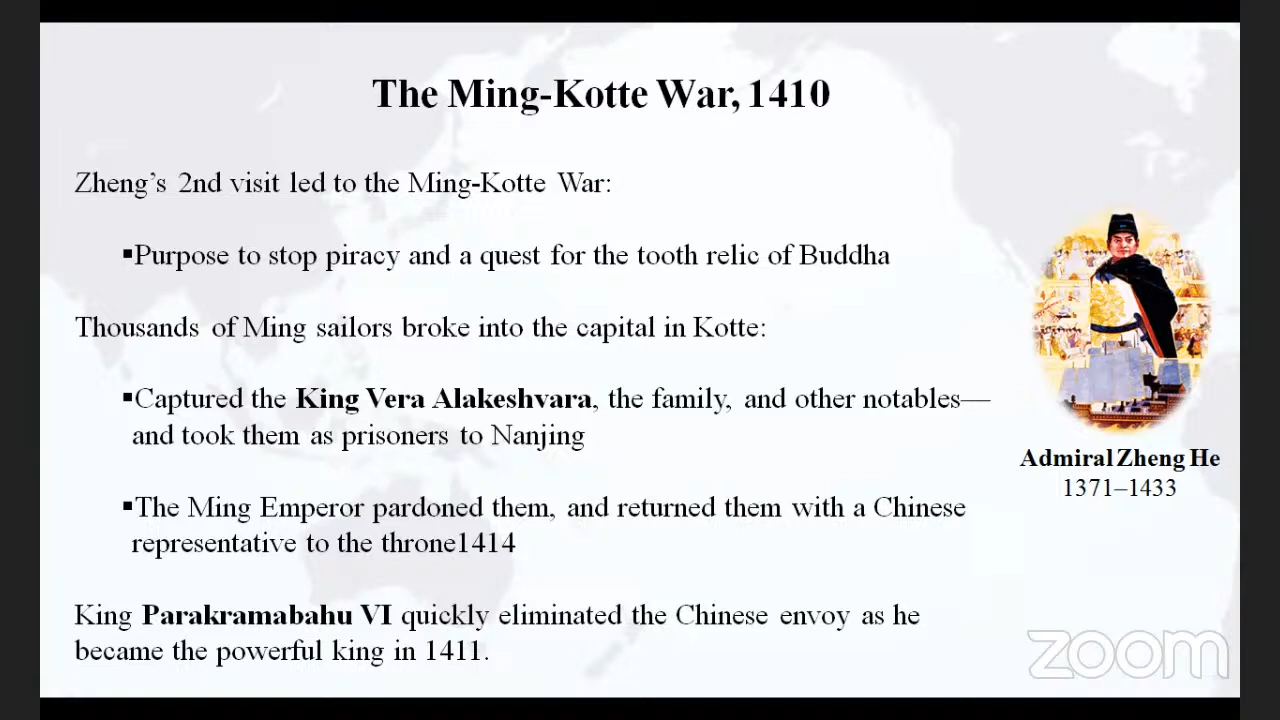 The Ming-Kotte War, 1410
Zheng’s 2nd visit led to the Ming-Kotte War:
▪Purpose to stop piracy and a quest for the tooth relic of Buddha
Thousands of Ming sailors broke into the capital in Kotte:
▪Captured the King Vera Alakeshvara, the family, and other notables—
and took them as prisoners to Nanjing
▪The Ming Emperor pardoned them, and returned them with a Chinese
representative to the throne1414
King Parakramabahu VI quickly eliminated the Chinese envoy as he
became the powerful king in 1411.
Admiral Zheng He
1371–1433
zoom